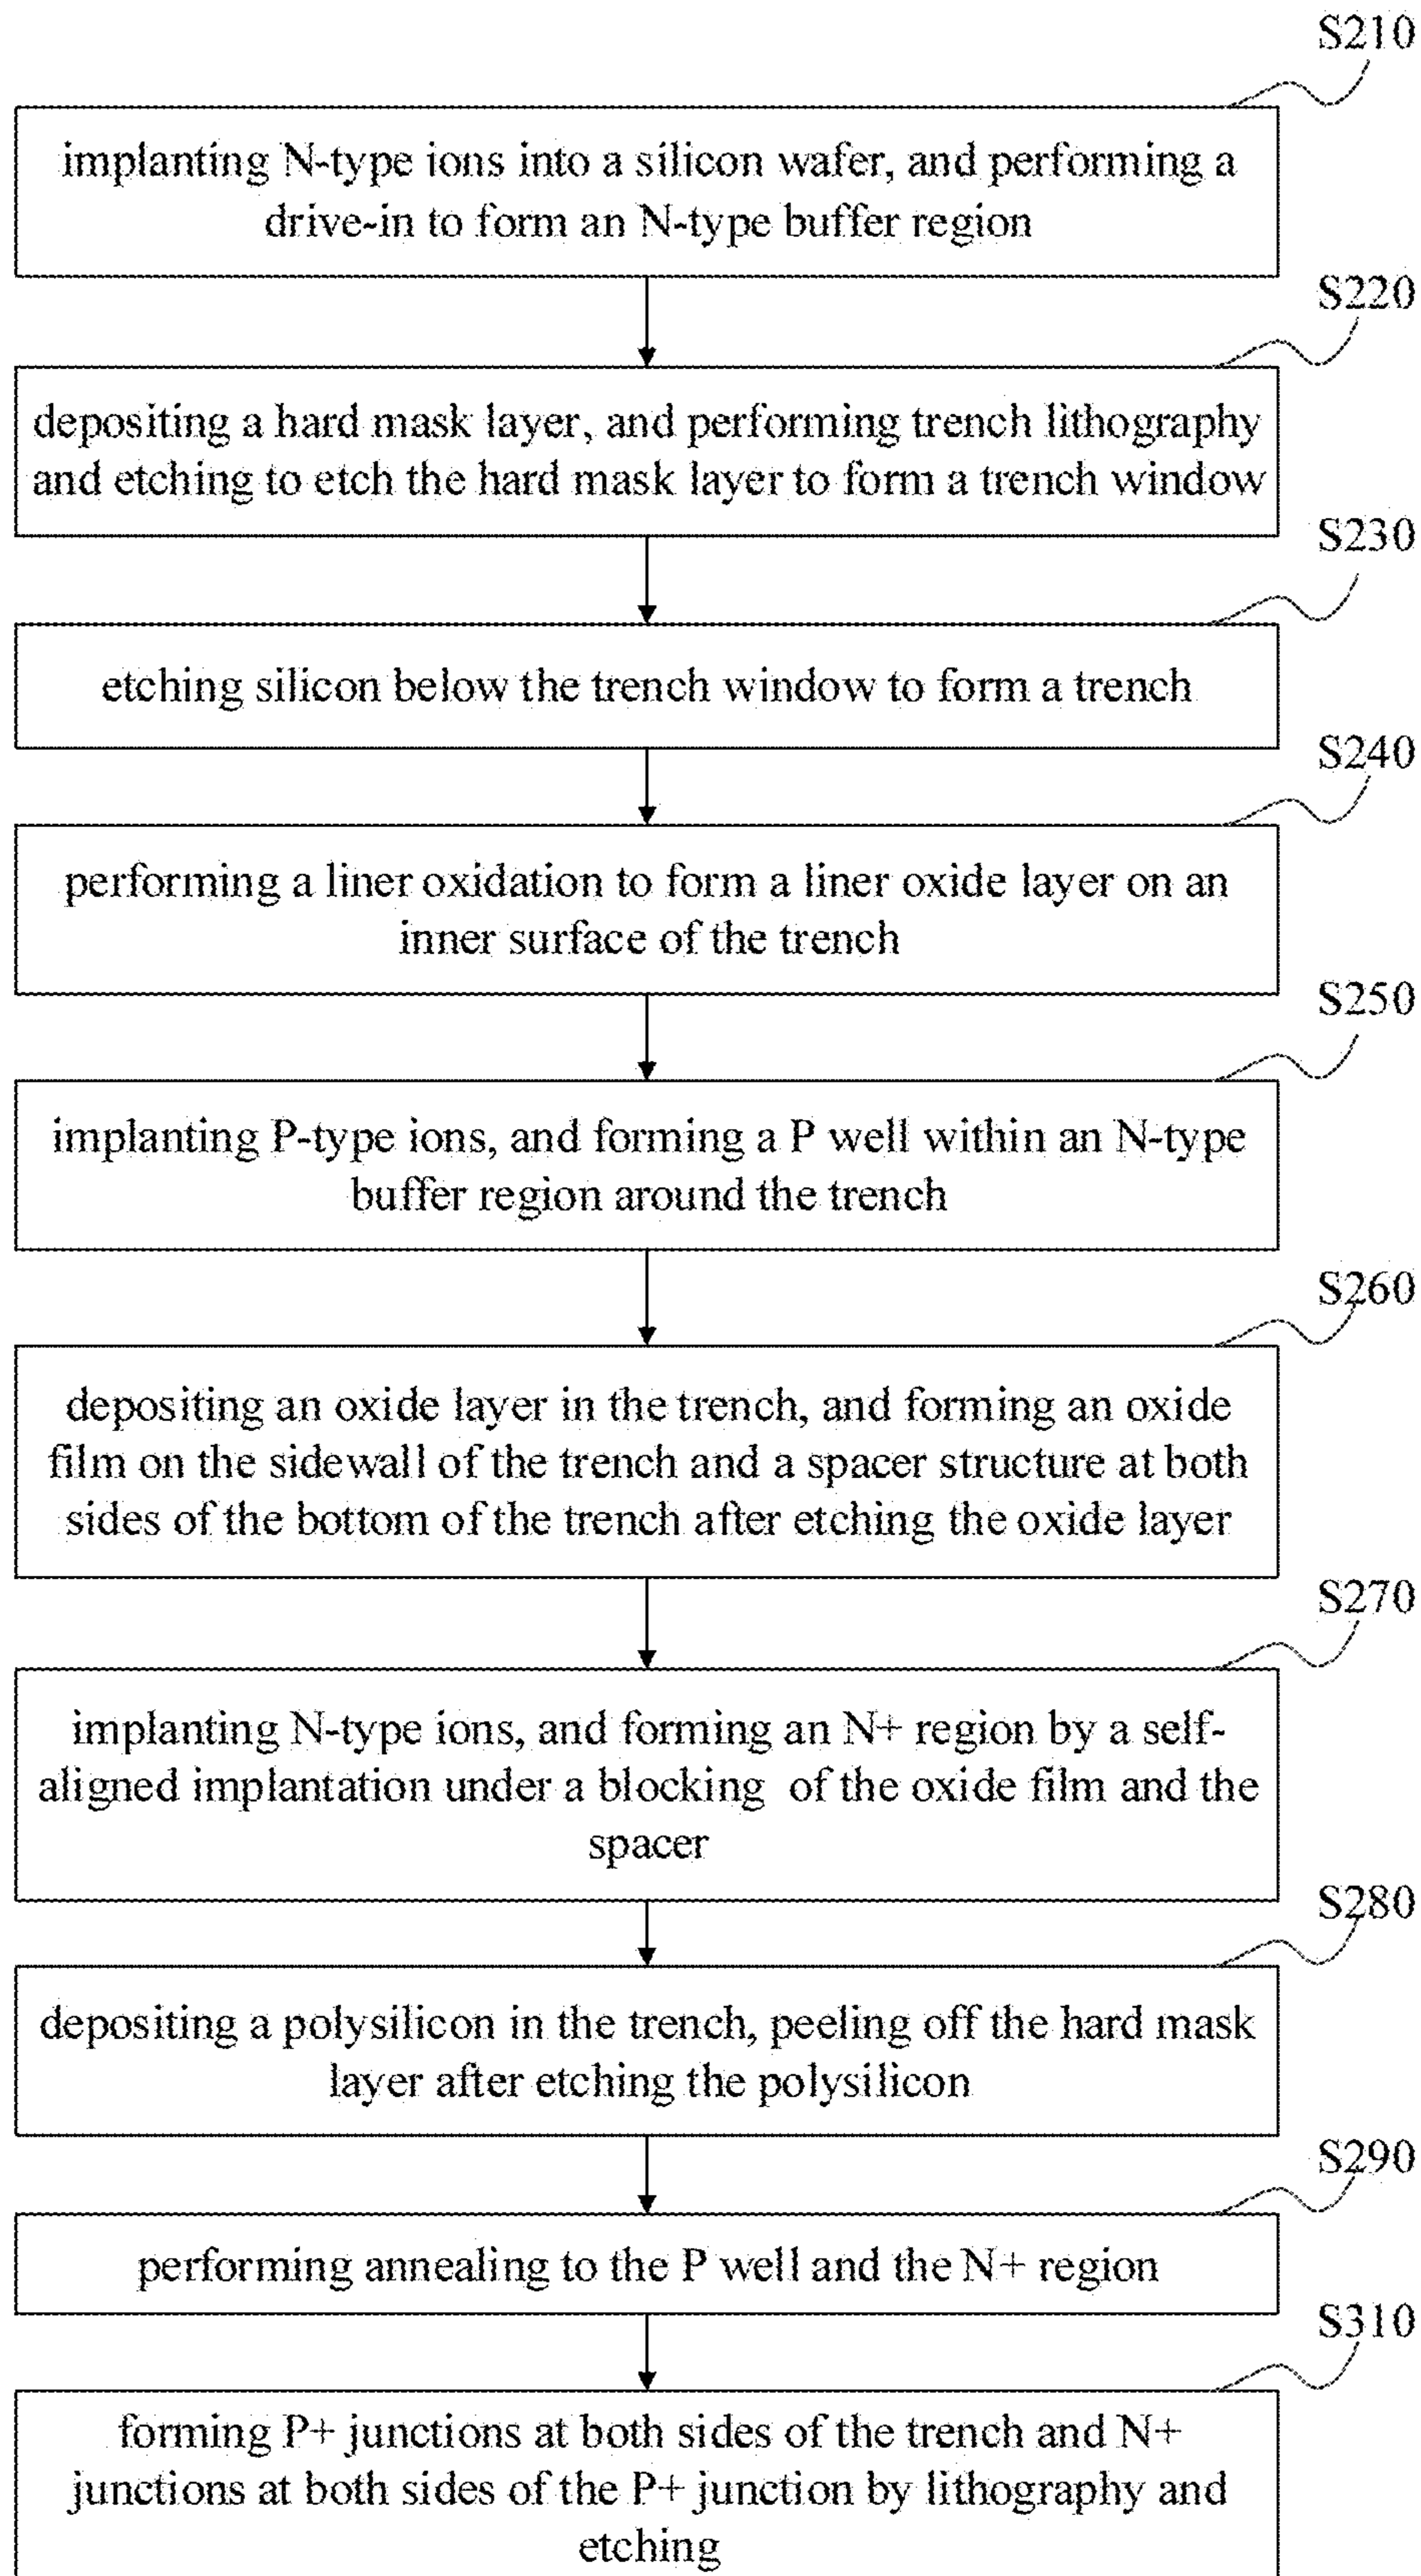 S210
implanting N-type ions into a silicon wafer, and performing a
drive-in to form an N-type buffer region
S220
depositing a hard mask layer, and performing trench lithography
and etching to etch the hard mask layer to form a trench window
S230
etching silicon below the trench window to form a trench
S240
performing a liner oxidation to form a liner oxide layer on an
inner surface of the trench
S250
implanting P-type ions, and forming a P well within an N-type
buffer region around the trench
S260
depositing an oxide layer in the trench, and forming an oxide
film on the sidewall of the trench and a spacer structure at both
sides of the bottom of the trench after etching the oxide layer
S270
implanting N-type ions, and forming an N+ region by a self-
aligned implantation under a blocking of the oxide film and the
spacer
S280
depositing a polysilicon in the trench, peeling off the hard mask
layer after etching the polysilicon
S290
performing annealing to the P well and the N+ region
S310
forming P+ junctions at both sides of the trench and N+
junctions at both sides of the P+ junction by lithography and
etching